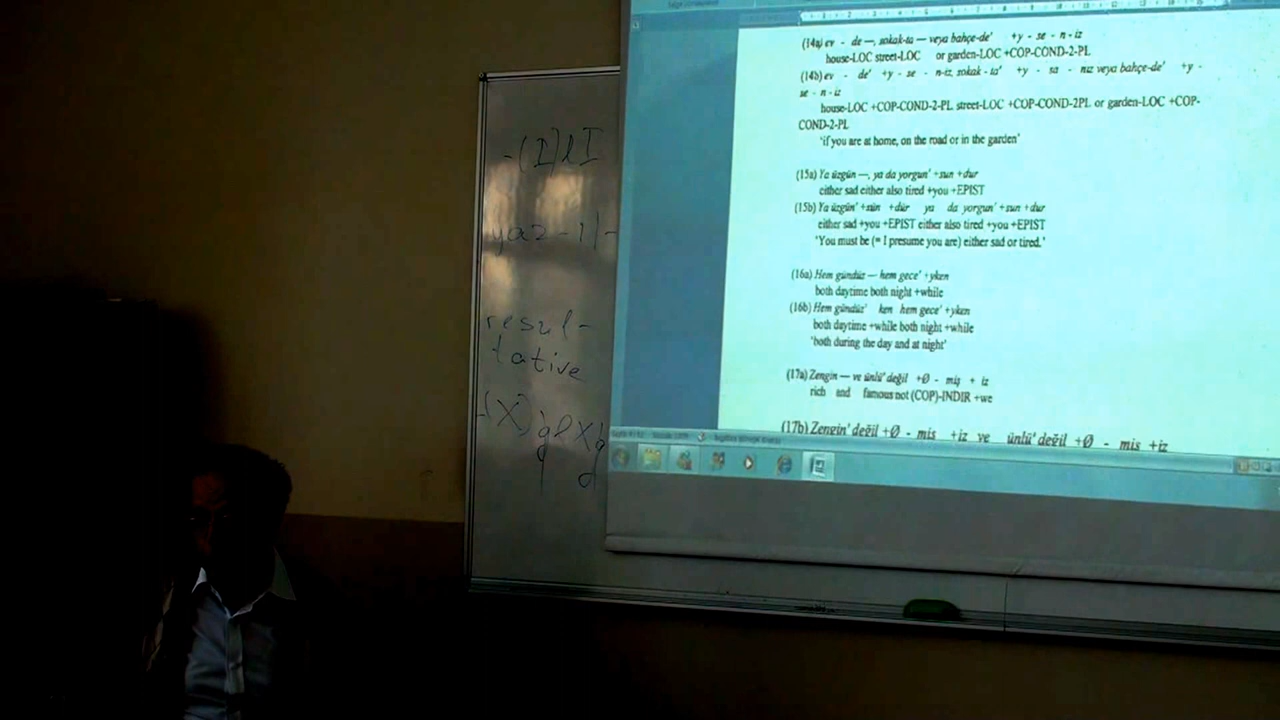 -(I)lI
yaz-ıl-
resul-
tative
(14a) ev - de —, sokak-ta — veya bahçe-de' +y - se - n - iz
house-LOC street-LOC or garden-LOC +COP-COND-2-PL
(14b) ev - de' +y - se - n-iz, sokak - ta' +y - sa - nız veya bahçe-de' +y -
se - n - iz
house-LOC +COP-COND-2-PL street-LOC +COP-COND-2PL or garden-LOC +COP-
COND-2-PL
'if you are at home, on the road or in the garden'
(15a) Ya üzgün —, ya da yorgun' +sun +dur
either sad either also tired +you +EPIST
(15b) Ya üzgün' +sün +dür ya da yorgun' +sun +dur
either sad +you +EPIST either also tired +you +EPIST
'You must be (= I presume you are) either sad or tired.'
(16a) Hem gündüz — hem gece' +yken
both daytime both night +while
(16b) Hem gündüz' ken hem gece' +yken
both daytime +while both night +while
'both during the day and at night'
(17a) Zengin — ve ünlü' değil +Ø - miş + iz
rich and famous not (COP)-INDIR +we
(17b) Zengin' değil +Ø - miş +iz ve ünlü' değil +Ø - miş +iz